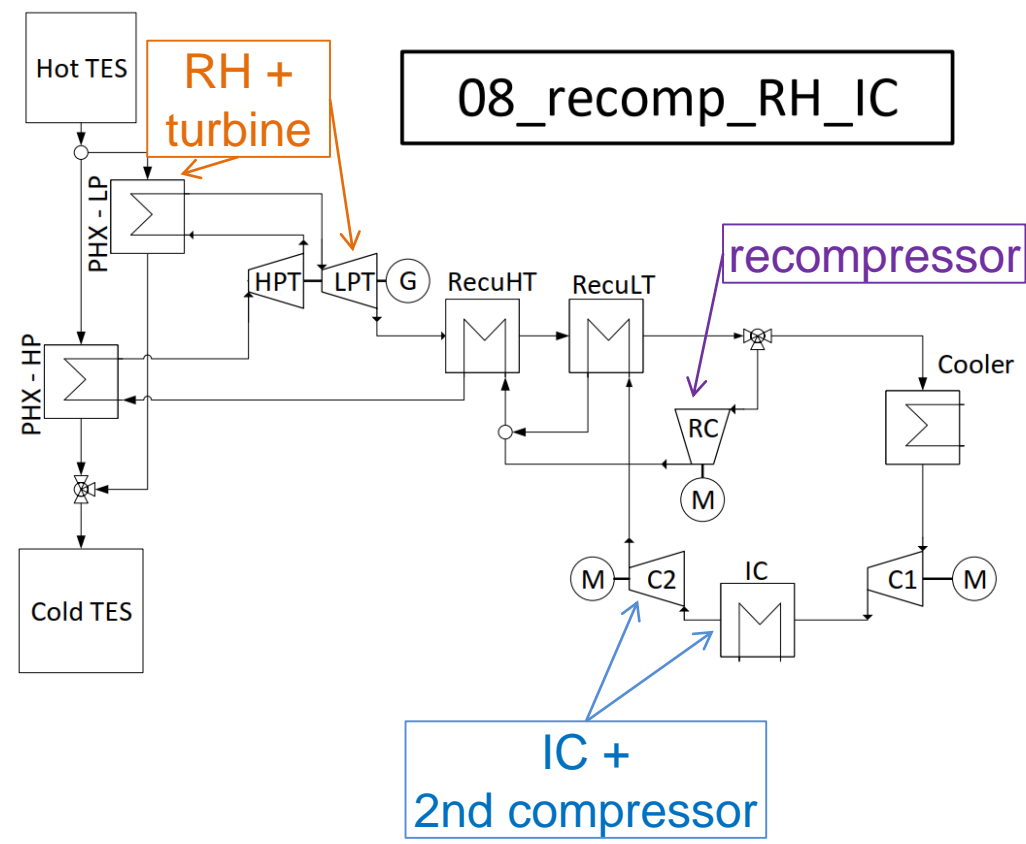 Hot TES
RH +
turbine
08_recomp_RH_IC
PHX - LP
HPT
LPT
G
RecuHT
RecuLT
recompressor
Cooler
PHX - HP
RC
M
M
C2
IC
C1
M
Cold TES
IC +
2nd compressor